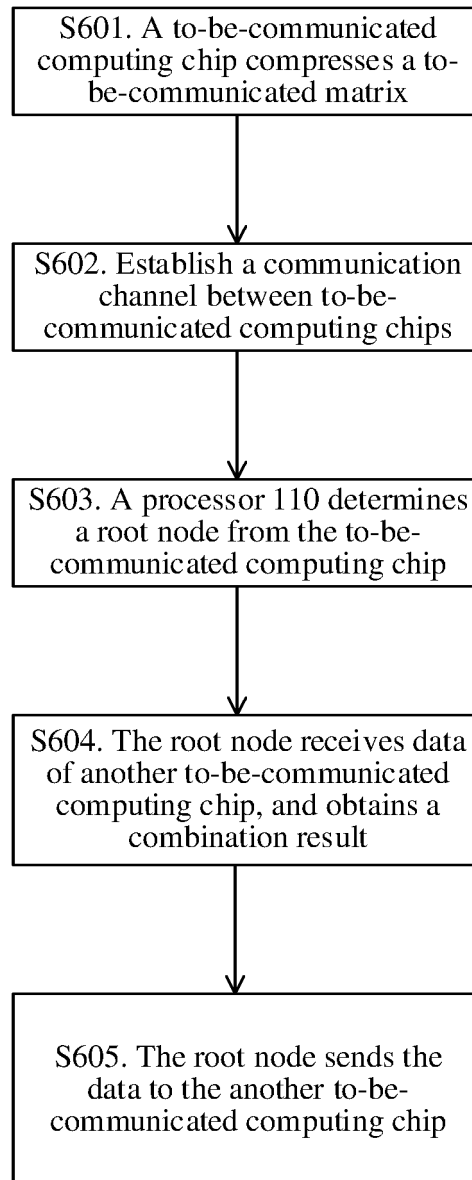 S601. A to-be-communicated
computing chip compresses a to-
be-communicated matrix
S602. Establish a communication
channel between to-be-
communicated computing chips
S603. A processor 110 determines
a root node from the to-be-
communicated computing chip
S604. The root node receives data
of another to-be-communicated
computing chip, and obtains a
combination result
S605. The root node sends the
data to the another to-be-
communicated computing chip